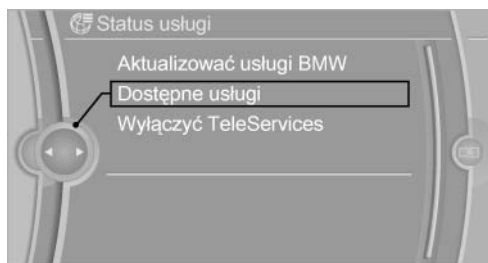 Status usługi
Aktualizować usługi BMW
Dostępne usługi
Wyłączyć TeleServices